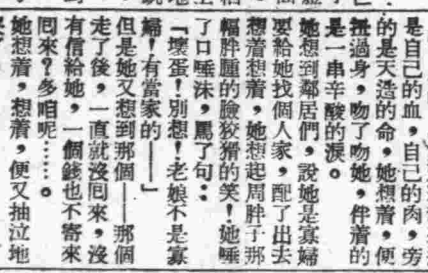 是自己的血，自己的肉，旁
的是天造的命，她想着，便
扭過身，吻了吻她，伴着的
是一串辛酸的淚。
她想到鄰居們，說她是寡婦
要給她找個人家，配了出去
想着想着，她想起周胖子那
幅胖腫的臉狡猾的笑！她唾
了口唾沫，罵了句：
「壞蛋！別想！老娘不是寡
婦！有當家的——」
但是她又想到那個——那個
走了後，一直就沒囘來，沒
有信給她，一個錢也不寄來
囘來？多咱呢……。
她想着，想着，便又抽泣地